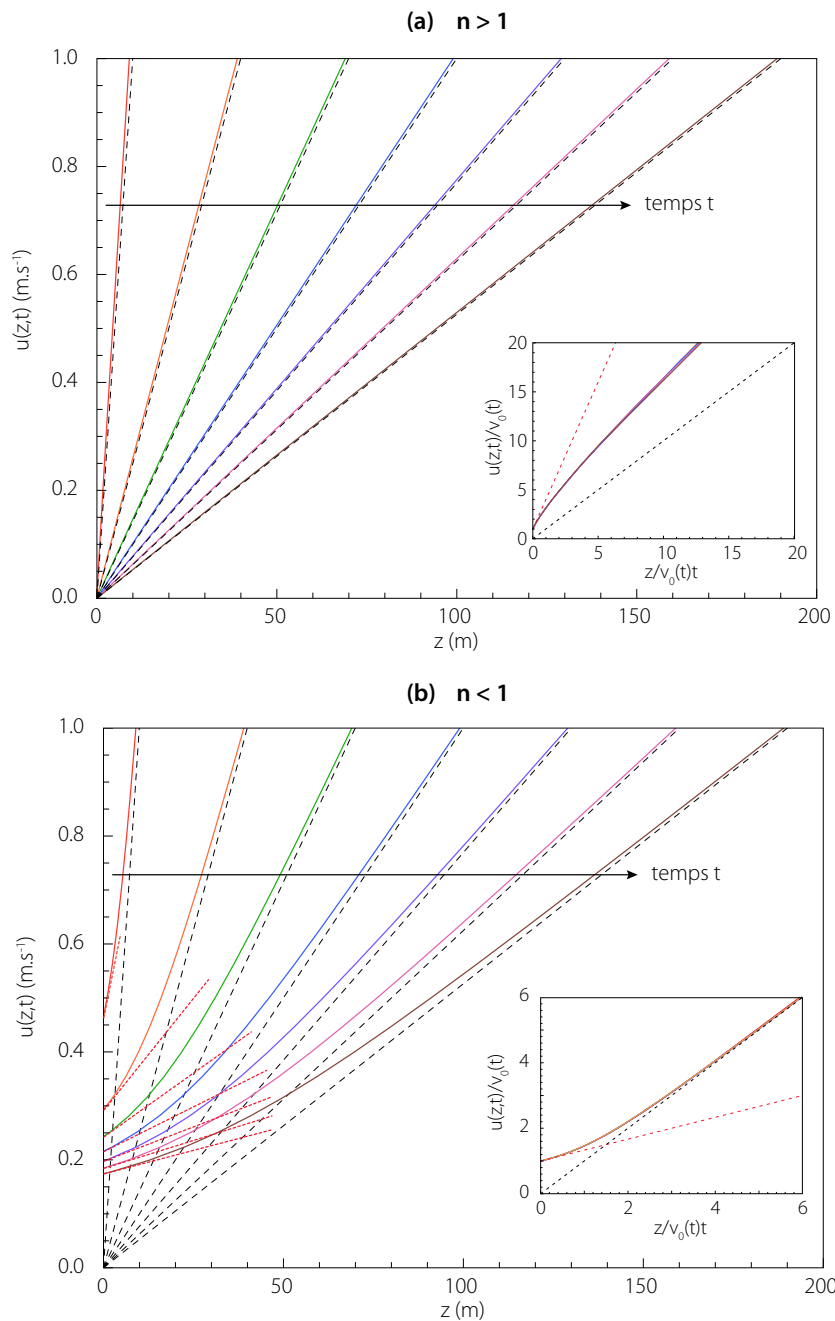 (a) n > 1
1.0
0.8
0.6
0.4
0.2
0.0
u(z,t) (m.s⁻¹)
temps t
20
15
10
5
0
u(z,t)/v₀(t)
0 5 10 15 20
z/v₀(t)t
0 50 100 150 200
z (m)
(b) n < 1
1.0
0.8
0.6
0.4
0.2
0.0
u(z,t) (m.s⁻¹)
temps t
6
4
2
0
u(z,t)/v₀(t)
0 2 4 6
z/v₀(t)t
0 50 100 150 200
z (m)